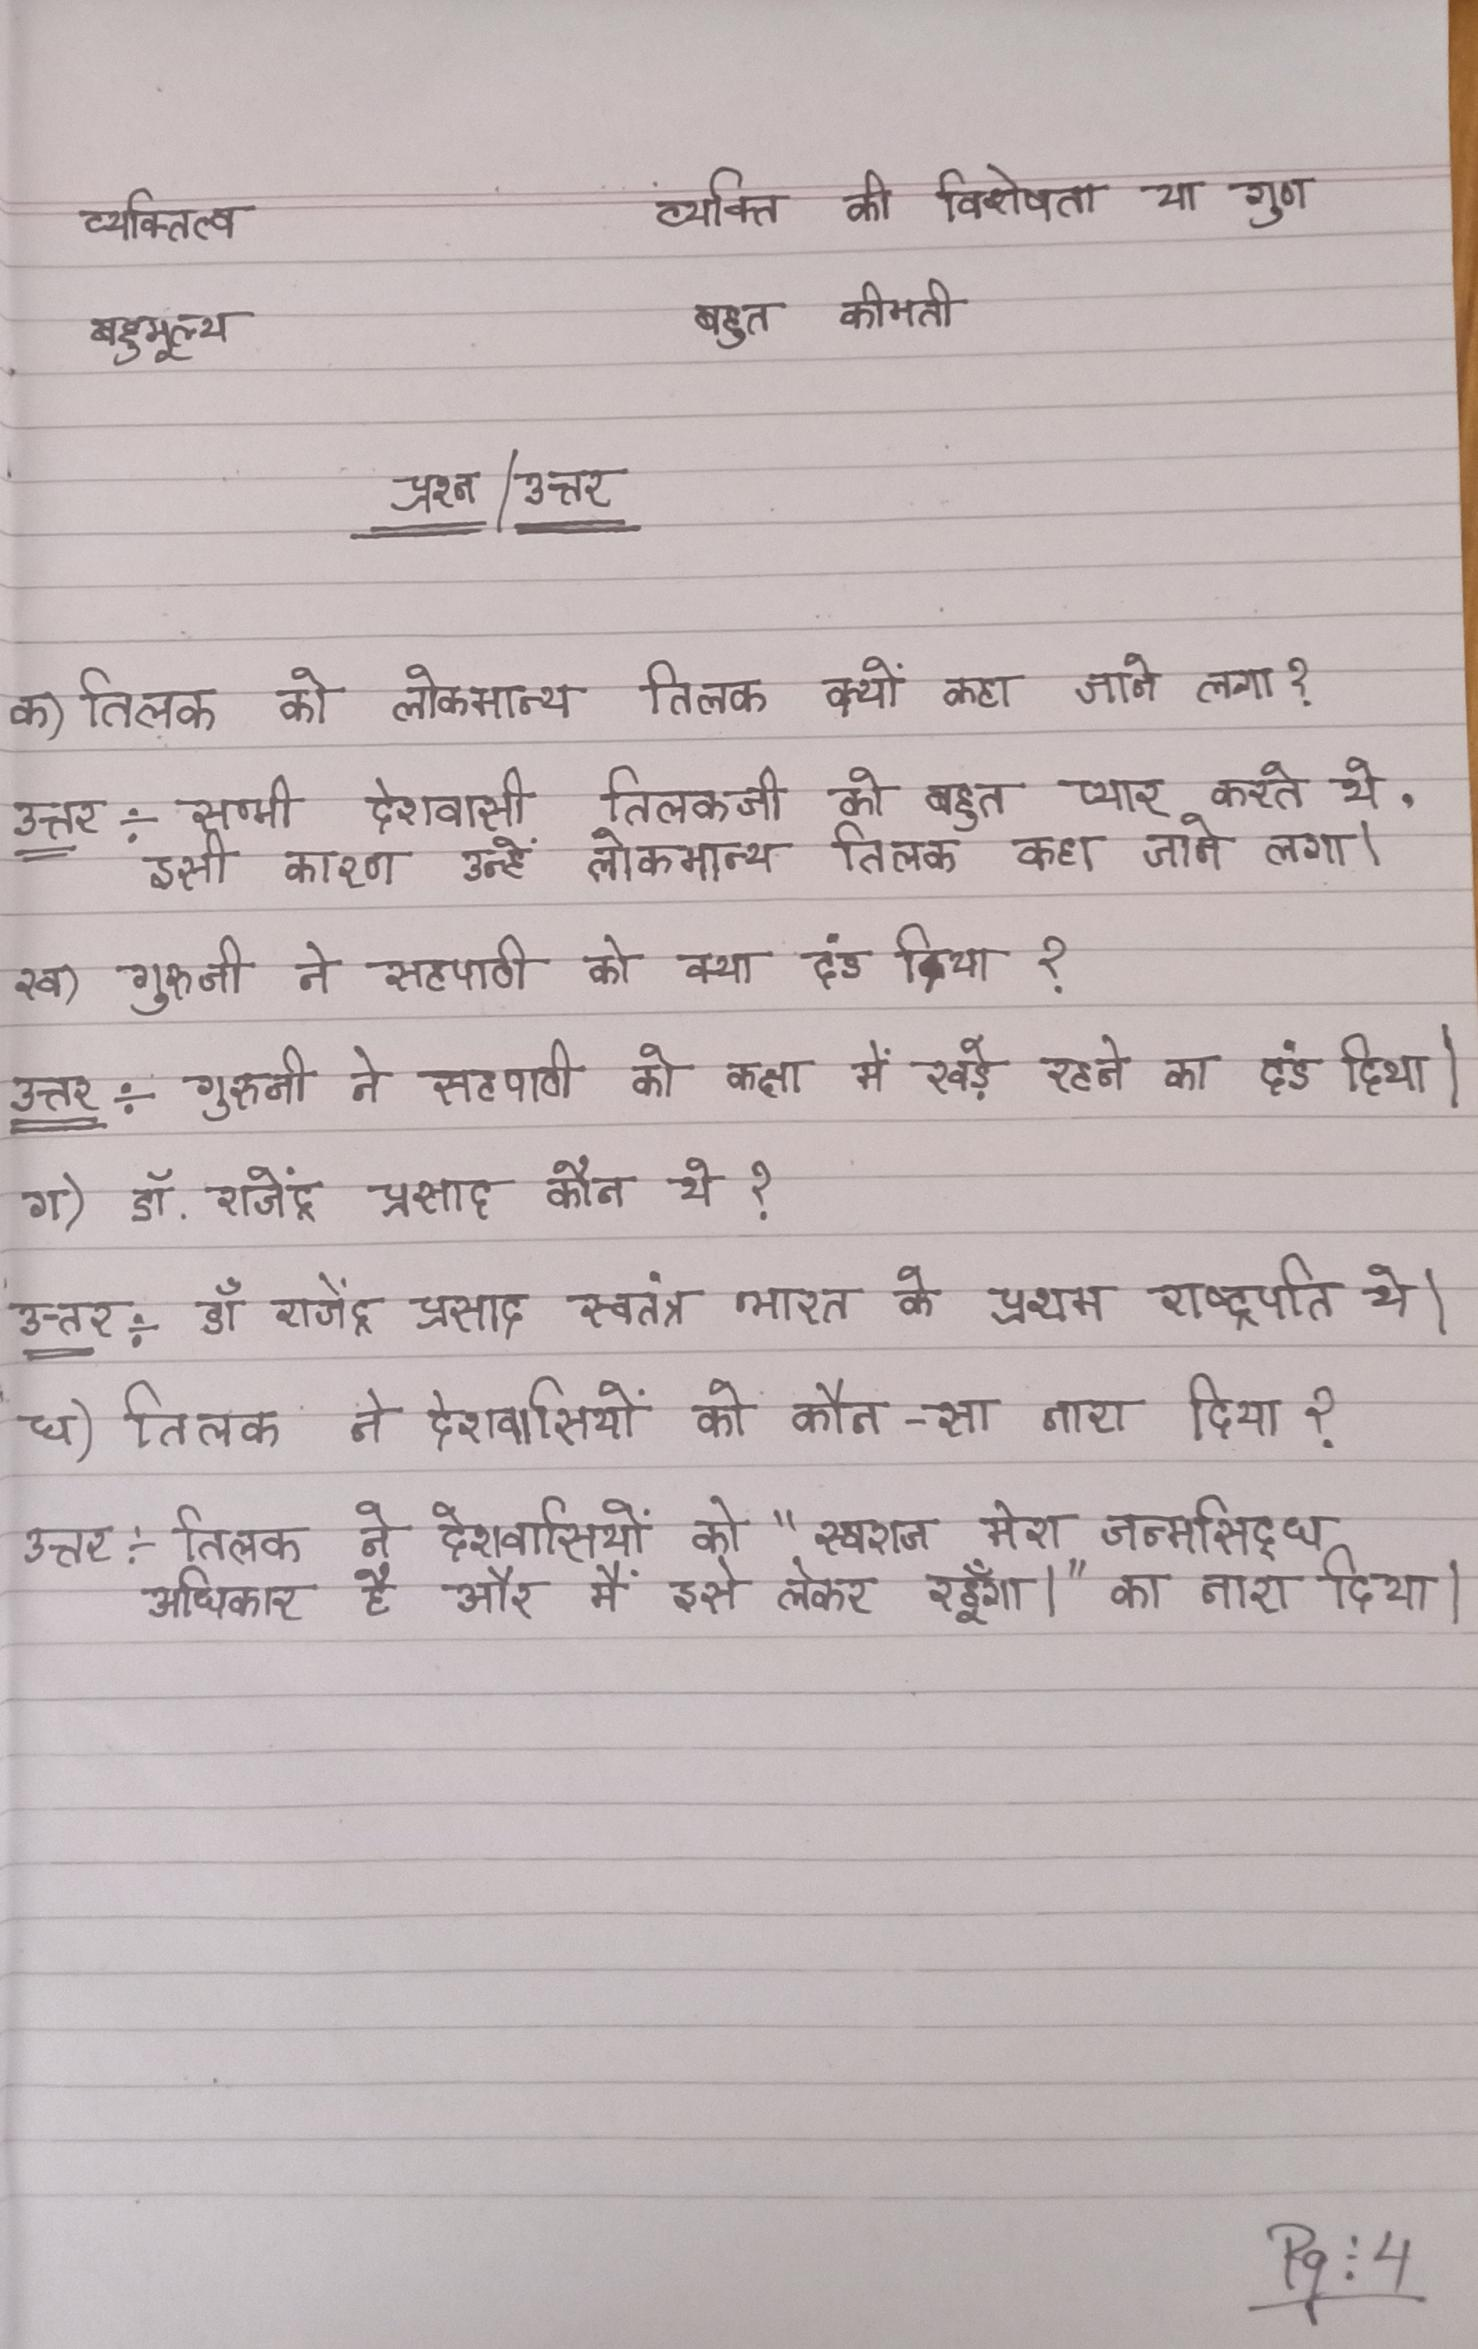 व्यक्तित्व व्यक्ति की विशेषता या गुण
बहुमूल्य बहुत कीमती
प्रश्न / उत्तर
क) तिलक को लोकमान्य तिलक क्यों कहा जाने लगा ?
उत्तर ÷ सभी देशवासी तिलकजी को बहुत प्यार करते थे,
इसी कारण उन्हें लोकमान्य तिलक कहा जाने लगा।
ख) गुरुजी ने सहपाठी को क्या दंड दिया ?
उत्तर ÷ गुरुजी ने सहपाठी को कक्षा में खड़े रहने का दंड दिया।
ग) डॉ. राजेंद्र प्रसाद कौन थे ?
उत्तर ÷ डॉ राजेंद्र प्रसाद स्वतंत्र भारत के प्रथम राष्ट्रपति थे।
घ) तिलक ने देशवासियों को कौन -सा नारा दिया ?
उत्तर ÷ तिलक ने देशवासियों को " स्वराज मेरा जन्मसिद्ध
अधिकार है और मैं इसे लेकर रहूँगा।" का नारा दिया।
Pg : 4